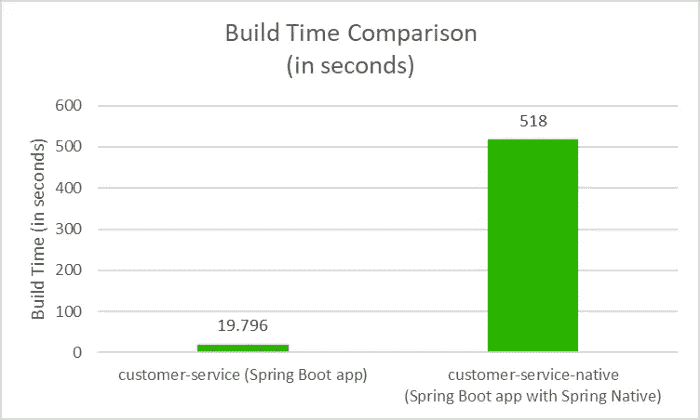 Build Time Comparison
(in seconds)
Build Time (in seconds)
600
500
400
300
200
100
0
19.796
518
customer-service (Spring Boot app)
customer-service-native
(Spring Boot app with Spring Native)